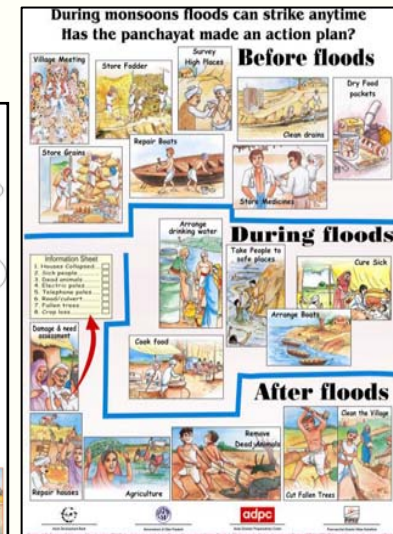 During monsoons floods can strike anytime
Has the panchayat made an action plan?
Before floods
Village Meeting
Store Fodder
Survey
High Places
Dry Food
packets
Clean drains
Repair Boats
Store Grains
Store Medicines
During floods
Arrange
drinking water
Take People to
safe places
Cure Sick
Arrange Boats
Cook food
Information Sheet
1. Houses Collapsed
2. Sick people
3. Dead animals
4. Electric poles
5. Telephone poles
6. Road/culvert
7. Fallen trees
8. Crop loss
Damage & need
assessment
After floods
Clean the Village
Remove
Dead Animals
Repair houses
Agriculture
Cut Fallen Trees
adpc